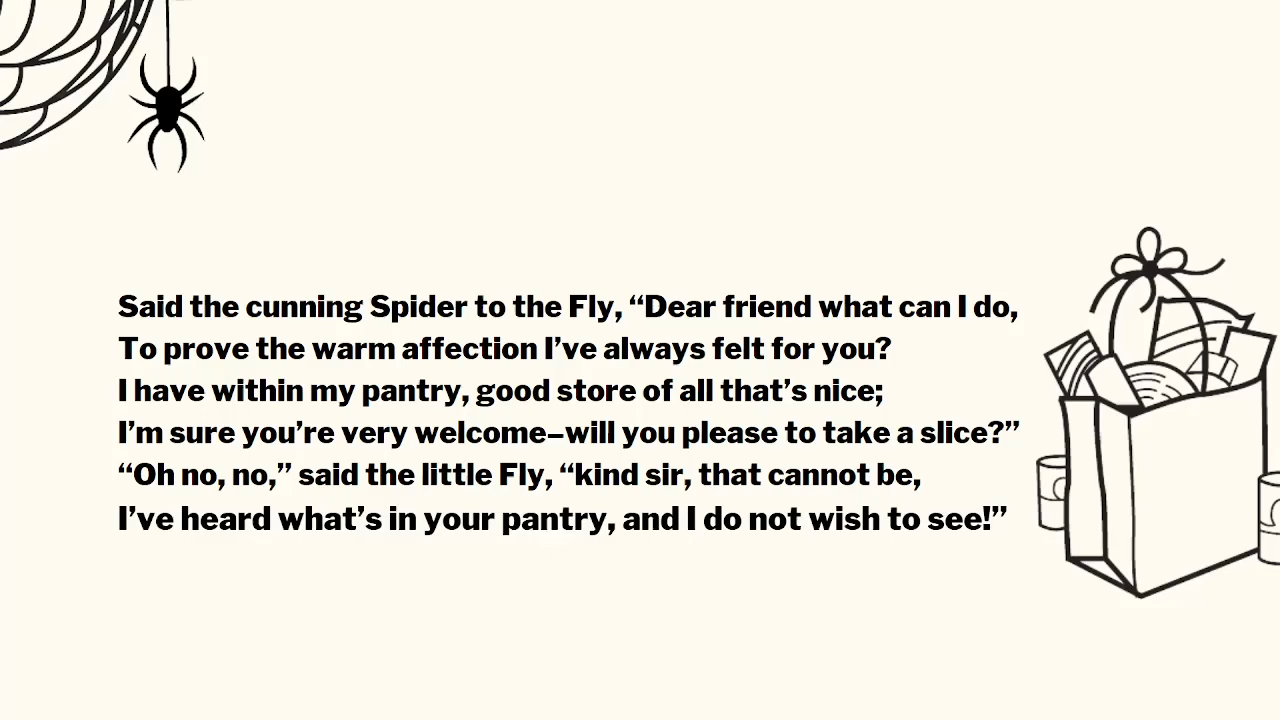 Said the cunning Spider to the Fly, “Dear friend what can I do,
To prove the warm affection I’ve always felt for you?
I have within my pantry, good store of all that’s nice;
I’m sure you’re very welcome–will you please to take a slice?”
“Oh no, no,” said the little Fly, “kind sir, that cannot be,
I’ve heard what’s in your pantry, and I do not wish to see!”